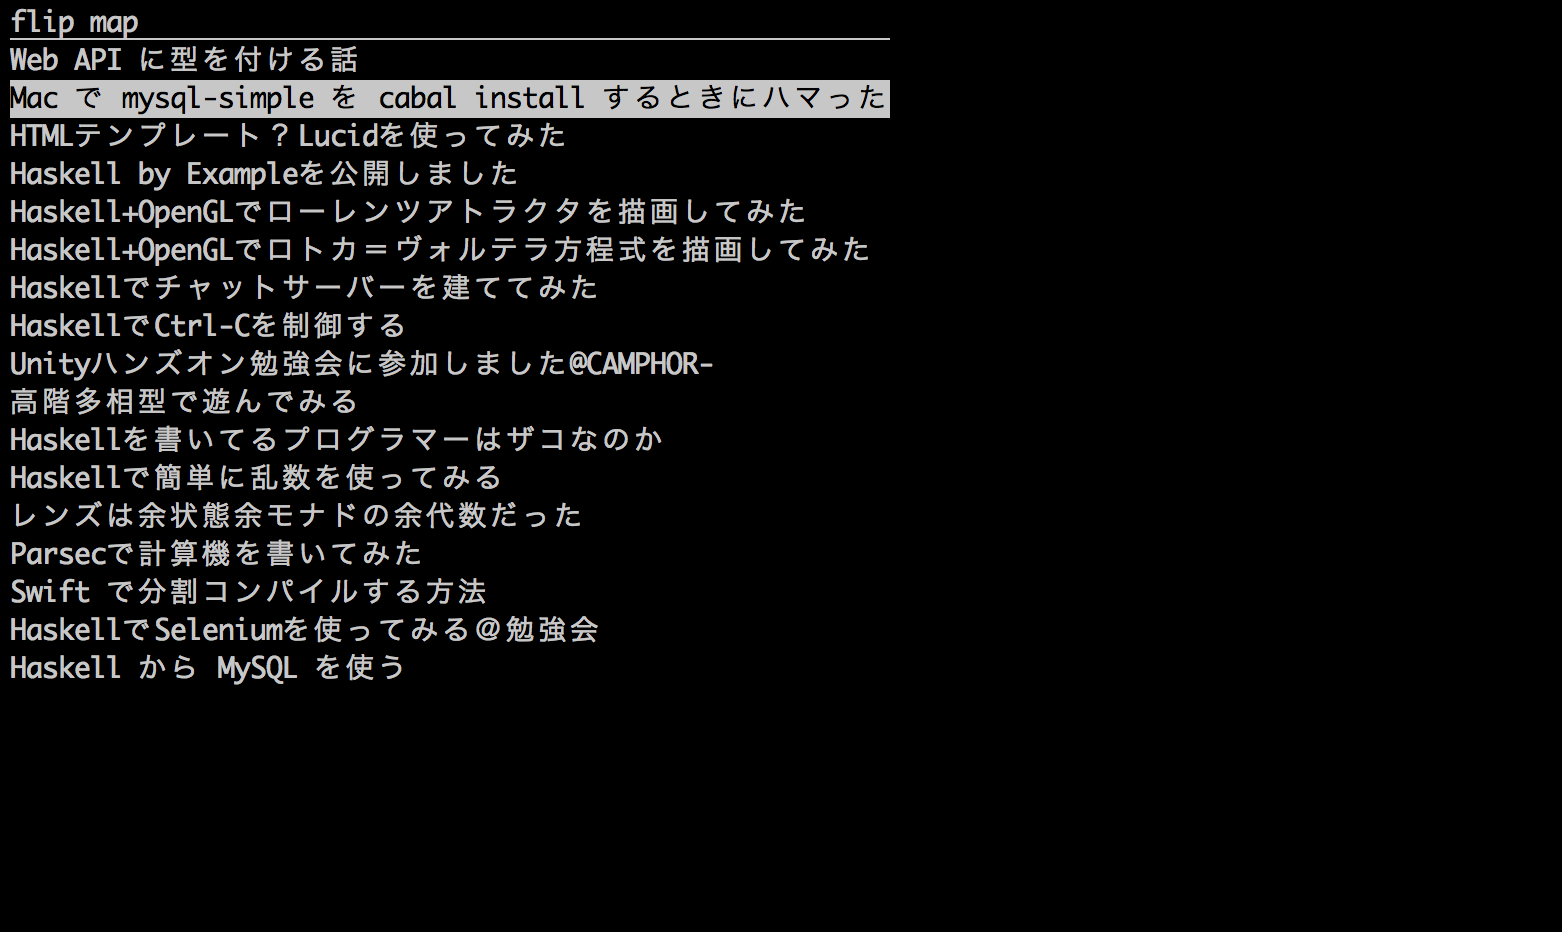 flip map
Web API に型を付ける話
Mac で mysql-simple を cabal install するときにハマった
HTMLテンプレート？Lucidを使ってみた
Haskell by Exampleを公開しました
Haskell+OpenGLでローレンツアトラクタを描画してみた
Haskell+OpenGLでロトカ＝ヴォルテラ方程式を描画してみた
Haskellでチャットサーバーを建ててみた
HaskellでCtrl-Cを制御する
Unityハンズオン勉強会に参加しました@CAMPHOR-
高階多相型で遊んでみる
Haskellを書いてるプログラマーはザコなのか
Haskellで簡単に乱数を使ってみる
レンズは余状態余モナドの余代数だった
Parsecで計算機を書いてみた
Swift で分割コンパイルする方法
HaskellでSeleniumを使ってみる＠勉強会
Haskell から MySQL を使う